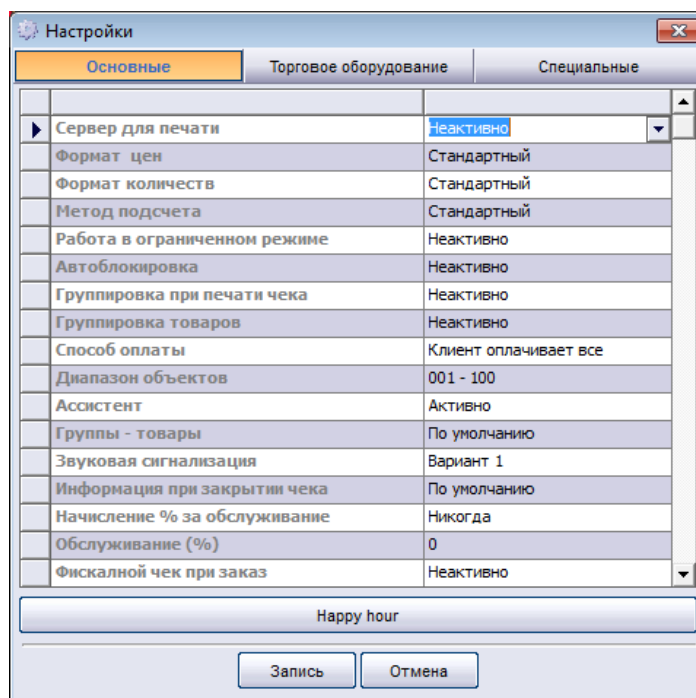 Настройки
Основные Торговое оборудование Специальные
Сервер для печати Неактивно
Формат цен Стандартный
Формат количеств Стандартный
Метод подсчета Стандартный
Работа в ограниченном режиме Неактивно
Автоблокировка Неактивно
Группировка при печати чека Неактивно
Группировка товаров Неактивно
Способ оплаты Клиент оплачивает все
Диапазон объектов 001 - 100
Ассистент Активно
Группы - товары По умолчанию
Звуковая сигнализация Вариант 1
Информация при закрытии чека По умолчанию
Начисление % за обслуживание Никогда
Обслуживание (%) 0
Фискалной чек при заказ Неактивно
Happy hour
Запись Отмена